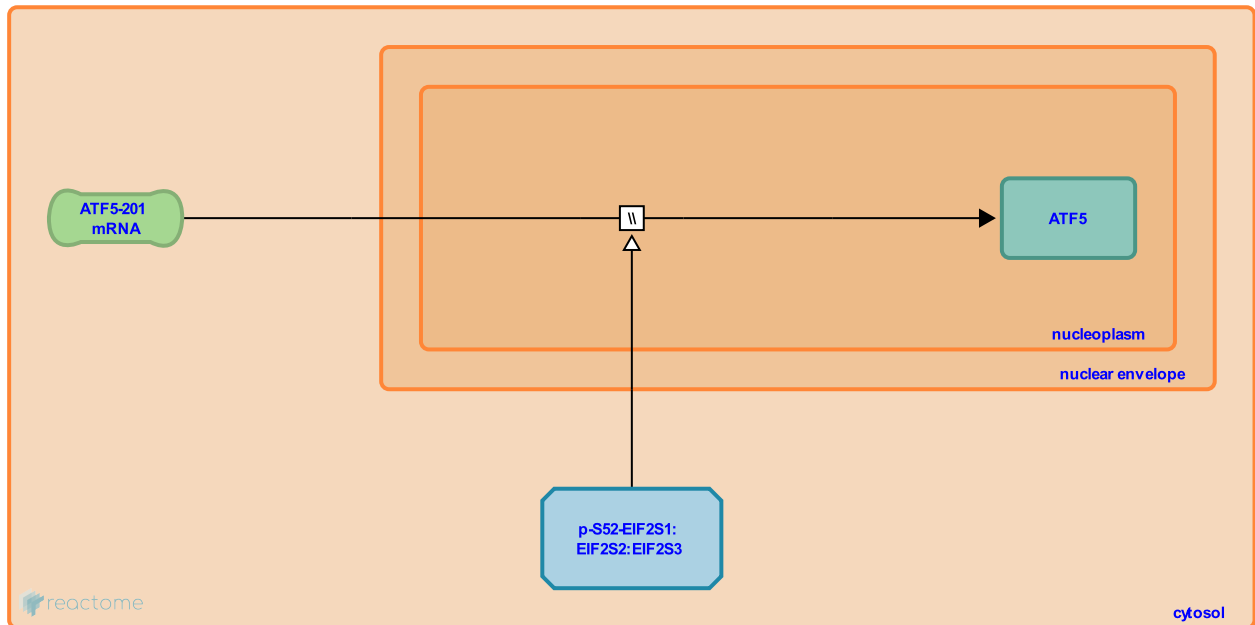 ATF5-201
mRNA
\\
ATF5
nucleoplasm
nuclear envelope
p-S52-EIF2S1:
EIF2S2:EIF2S3
reactome
cytosol